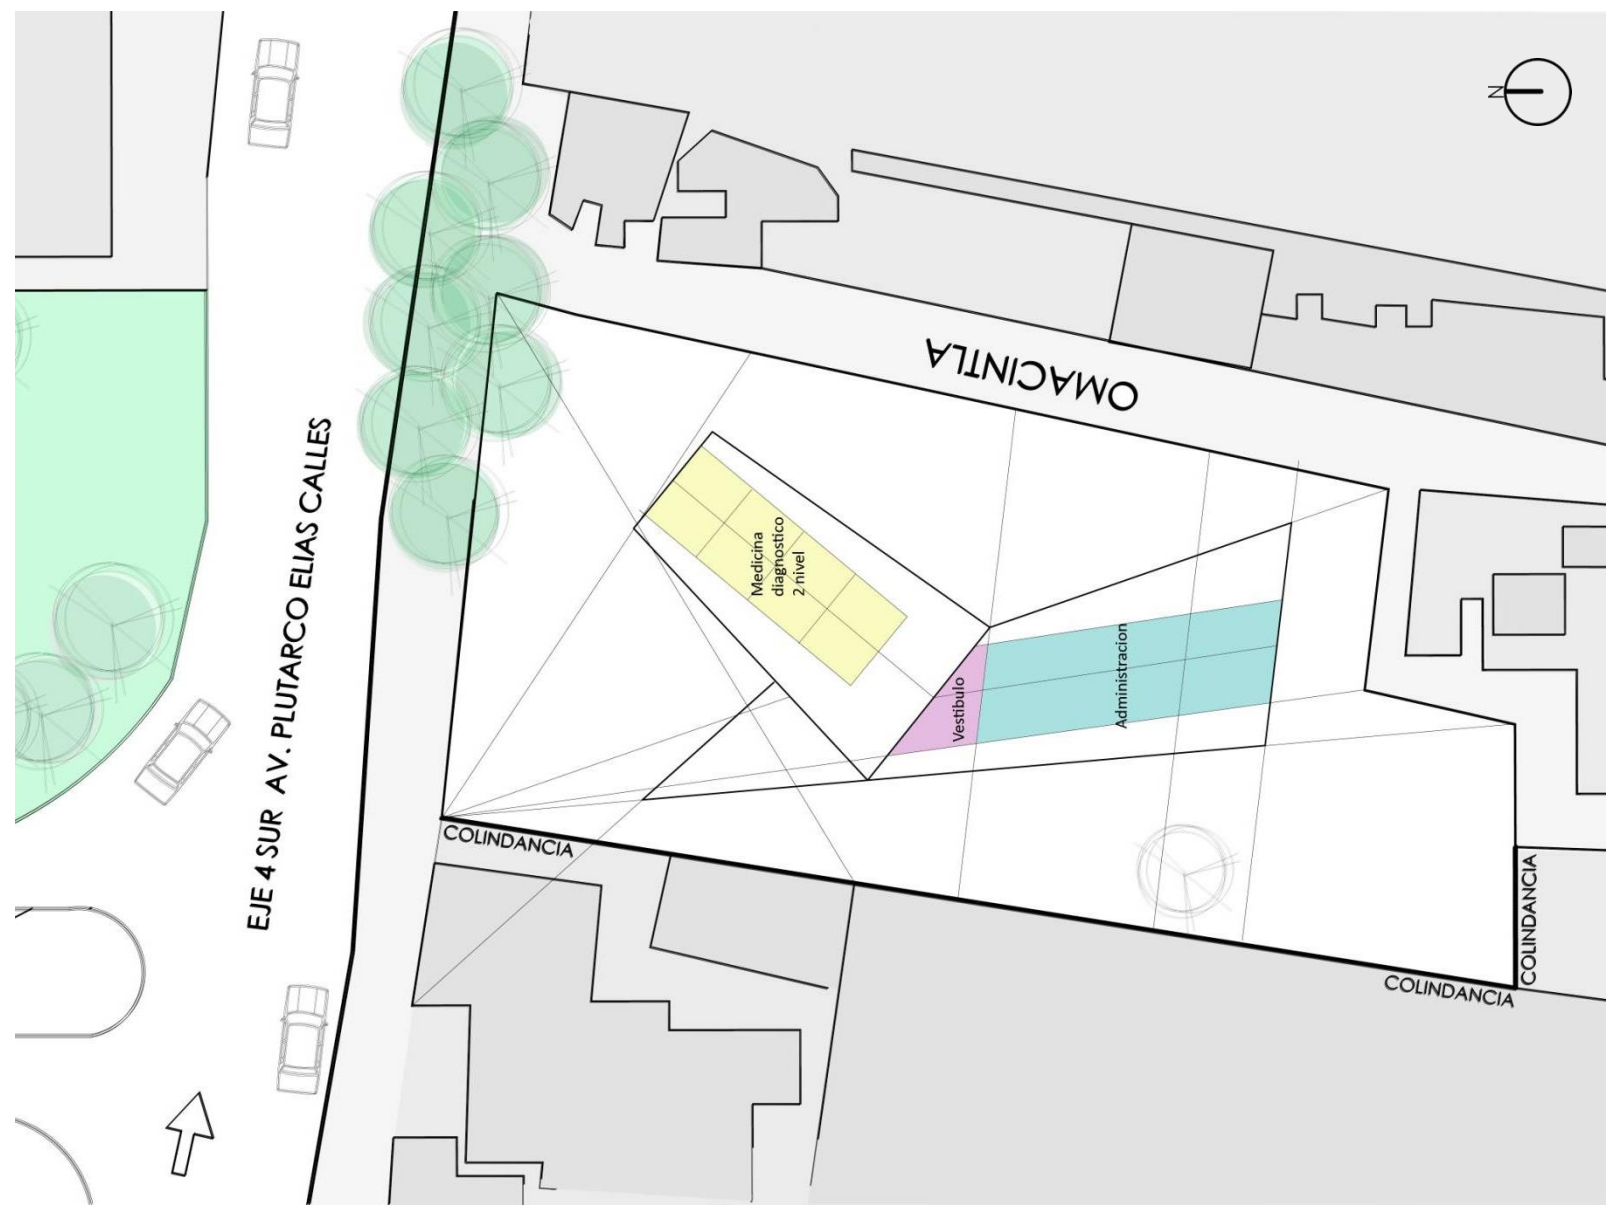 N
OMACINTLA
EJE 4 SUR AV. PLUTARCO ELIAS CALLES
Medicina
diagnostico
2 nivel
Vestibulo
Administracion
COLINDANCIA
COLINDANCIA
COLINDANCIA